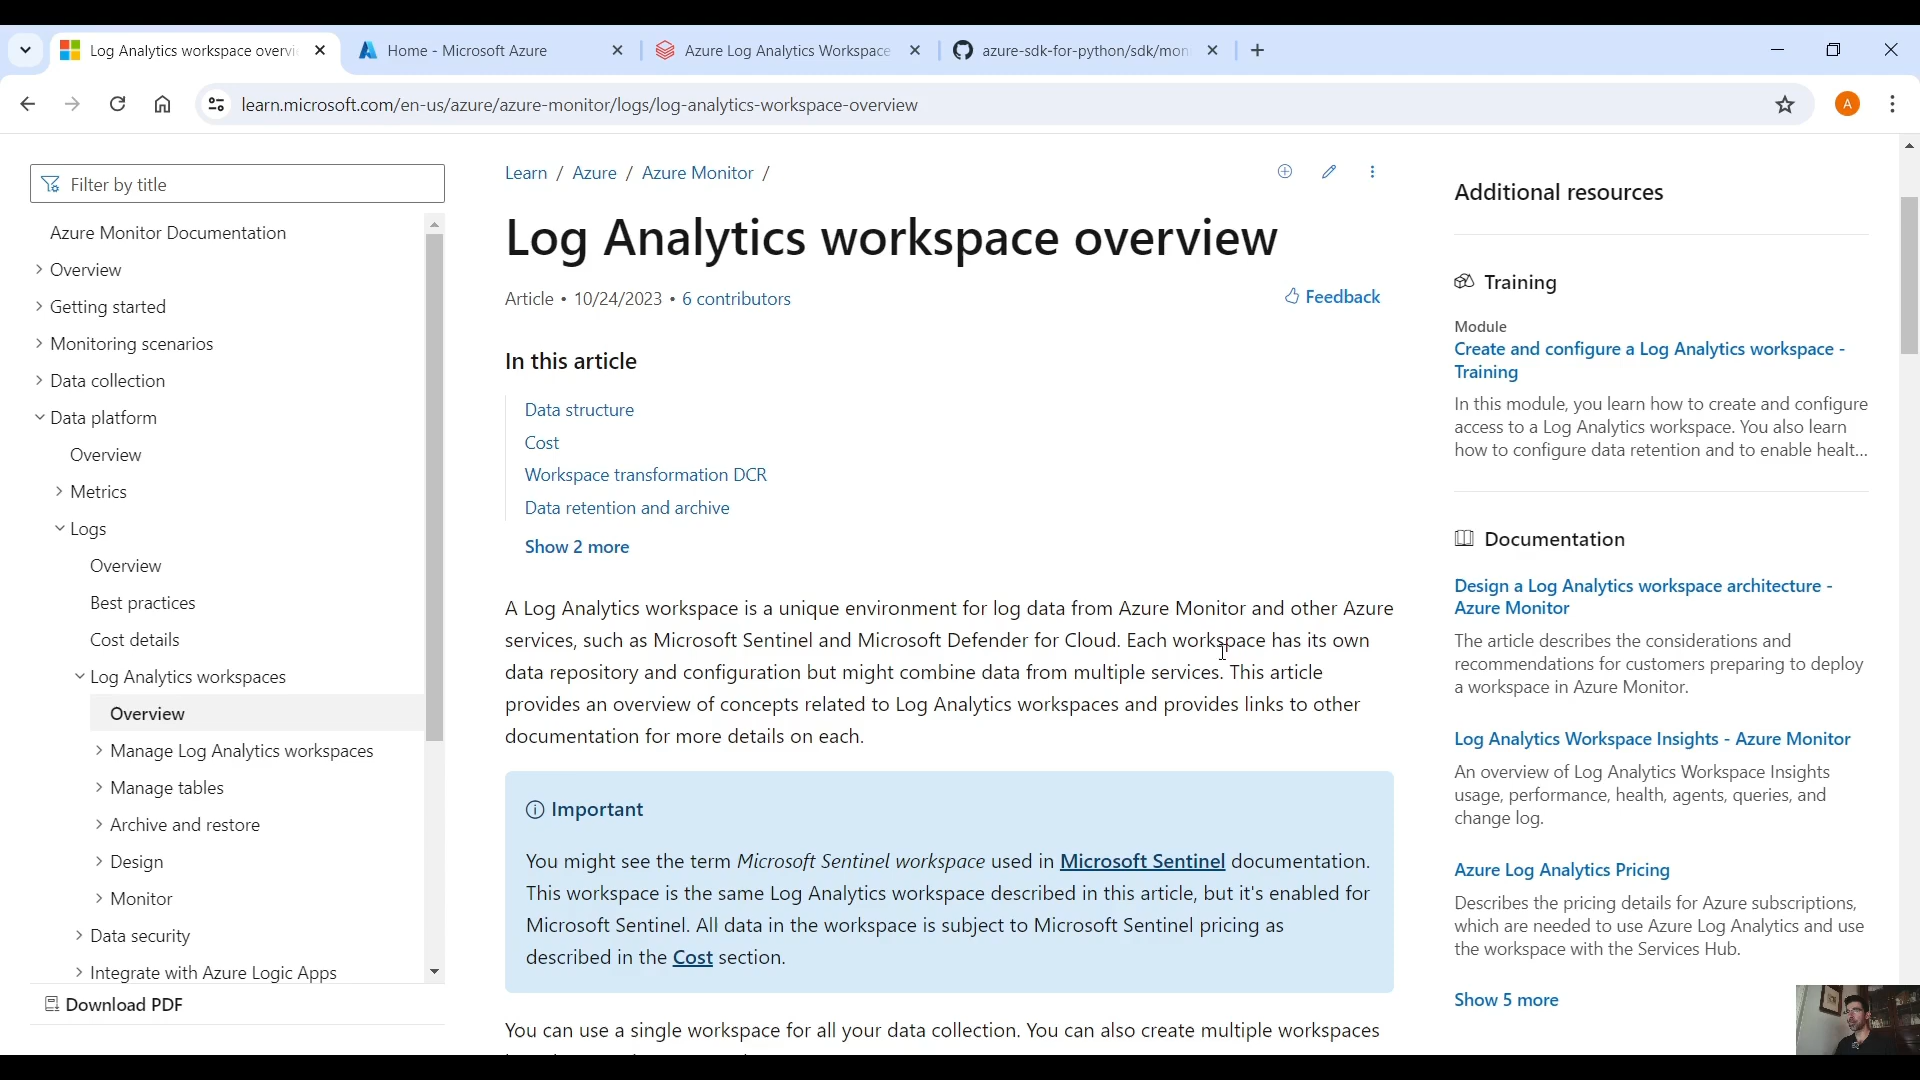 Log Analytics workspace overvi
Home - Microsoft Azure
Azure Log Analytics Workspace
azure-sdk-for-python/sdk/mon
learn.microsoft.com/en-us/azure/azure-monitor/logs/log-analytics-workspace-overview
A
Filter by title
Azure Monitor Documentation
Overview
Getting started
Monitoring scenarios
Data collection
Data platform
Overview
Metrics
Logs
Overview
Best practices
Cost details
Log Analytics workspaces
Overview
Manage Log Analytics workspaces
Manage tables
Archive and restore
Design
Monitor
Data security
Integrate with Azure Logic Apps
Download PDF
Learn / Azure / Azure Monitor /
Log Analytics workspace overview
Article • 10/24/2023 • 6 contributors
Feedback
In this article
Data structure
Cost
Workspace transformation DCR
Data retention and archive
Show 2 more
A Log Analytics workspace is a unique environment for log data from Azure Monitor and other Azure
services, such as Microsoft Sentinel and Microsoft Defender for Cloud. Each workspace has its own
data repository and configuration but might combine data from multiple services. This article
provides an overview of concepts related to Log Analytics workspaces and provides links to other
documentation for more details on each.
Important
You might see the term Microsoft Sentinel workspace used in Microsoft Sentinel documentation.
This workspace is the same Log Analytics workspace described in this article, but it's enabled for
Microsoft Sentinel. All data in the workspace is subject to Microsoft Sentinel pricing as
described in the Cost section.
You can use a single workspace for all your data collection. You can also create multiple workspaces
Additional resources
Training
Module
Create and configure a Log Analytics workspace -
Training
In this module, you learn how to create and configure
access to a Log Analytics workspace. You also learn
how to configure data retention and to enable healt...
Documentation
Design a Log Analytics workspace architecture -
Azure Monitor
The article describes the considerations and
recommendations for customers preparing to deploy
a workspace in Azure Monitor.
Log Analytics Workspace Insights - Azure Monitor
An overview of Log Analytics Workspace Insights
usage, performance, health, agents, queries, and
change log.
Azure Log Analytics Pricing
Describes the pricing details for Azure subscriptions,
which are needed to use Azure Log Analytics and use
the workspace with the Services Hub.
Show 5 more